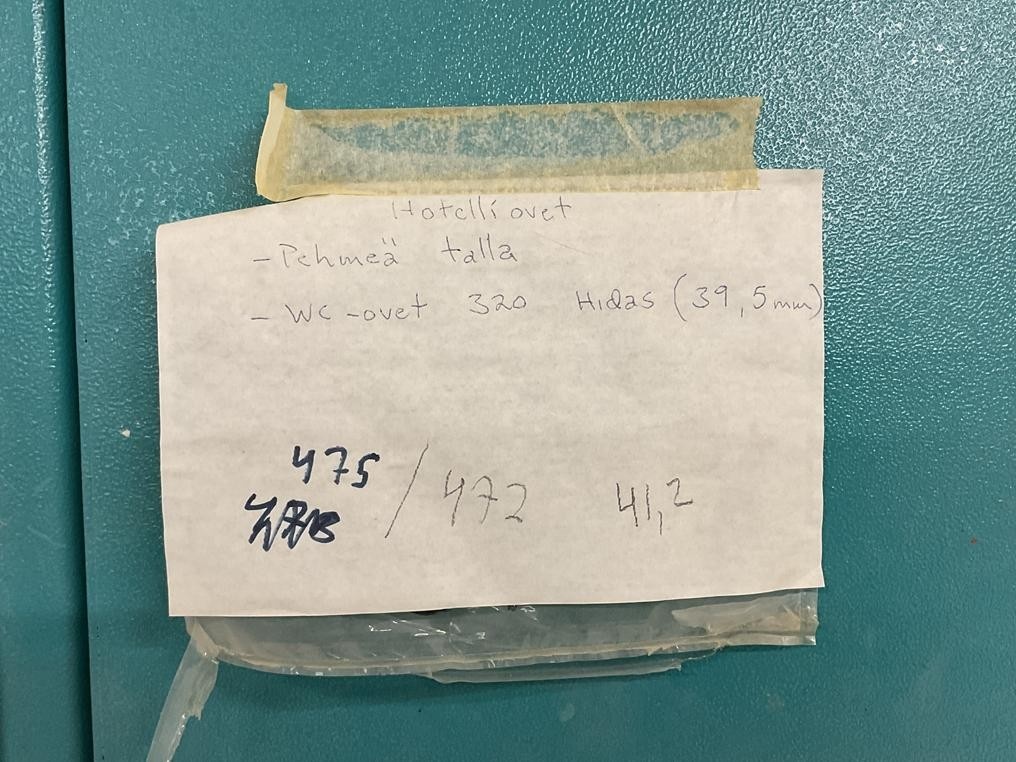 Hotelli ovet
- Pehmeä talla
- WC -ovet 320 HIdas (39,5mm)
475
/ 472 41,2